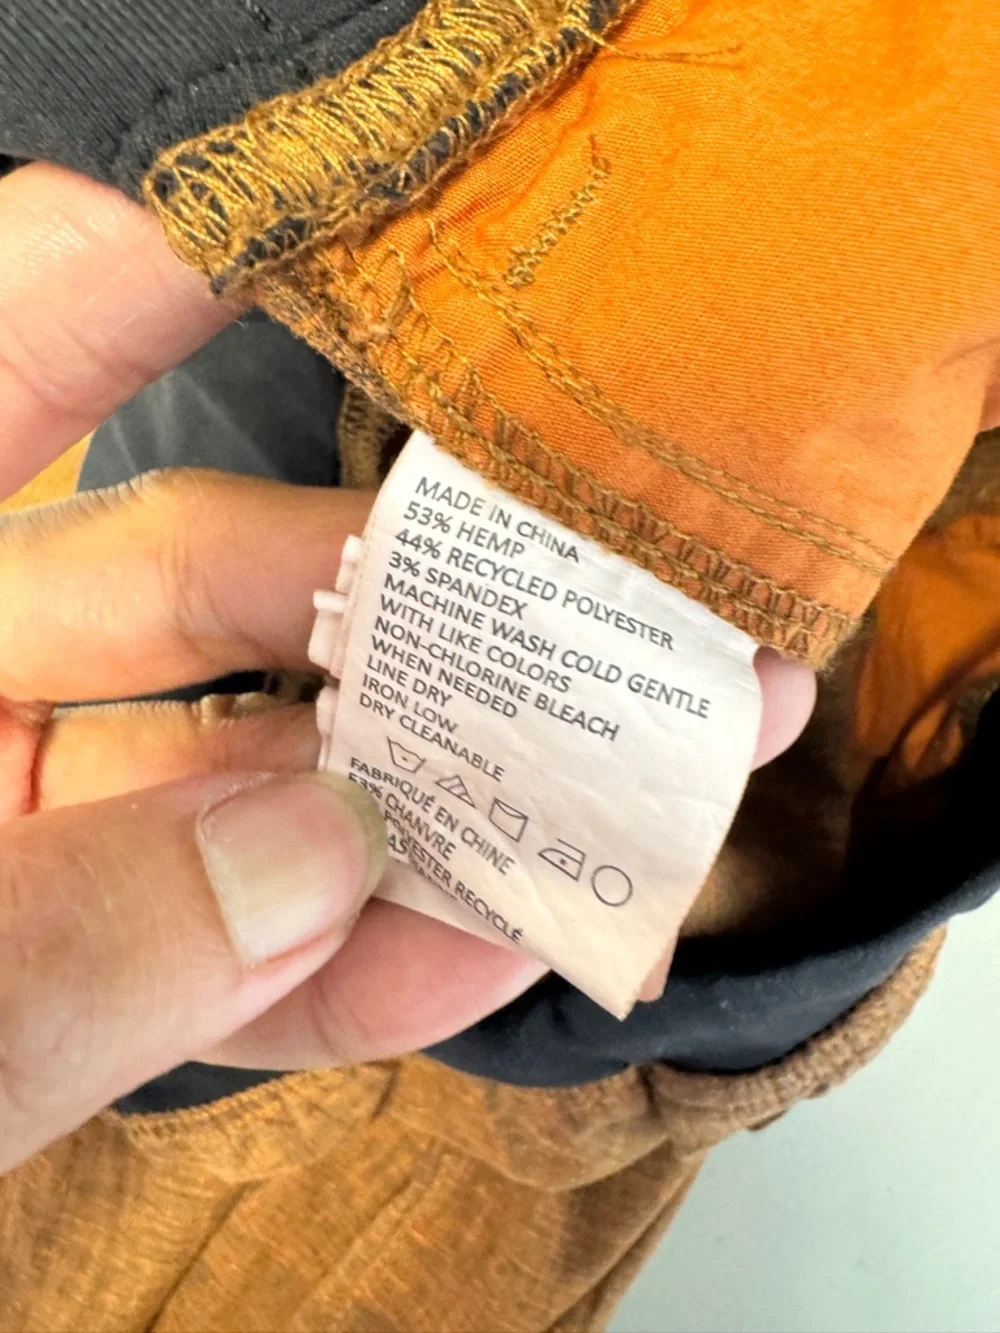 MADE IN CHINA
53% HEMP
44% RECYCLED POLYESTER
3% SPANDEX
MACHINE WASH COLD GENTLE
WITH LIKE COLORS
NON-CHLORINE BLEACH
WHEN NEEDED
LINE DRY
IRON LOW
DRY CLEANABLE
FABRIQUÉ EN CHINE
53% CHANVRE
POLYESTER RECYCLÉ